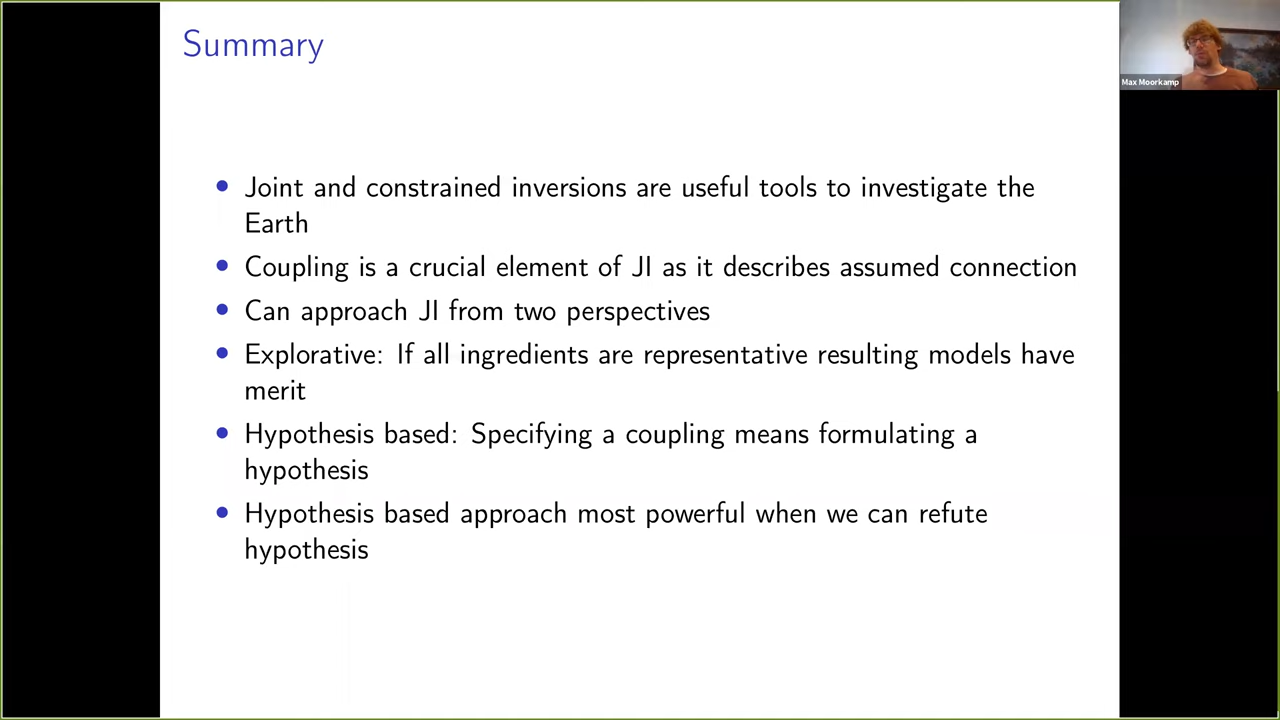 Summary
Max Moorkamp
• Joint and constrained inversions are useful tools to investigate the
Earth
• Coupling is a crucial element of JI as it describes assumed connection
• Can approach JI from two perspectives
• Explorative: If all ingredients are representative resulting models have
merit
• Hypothesis based: Specifying a coupling means formulating a
hypothesis
• Hypothesis based approach most powerful when we can refute
hypothesis